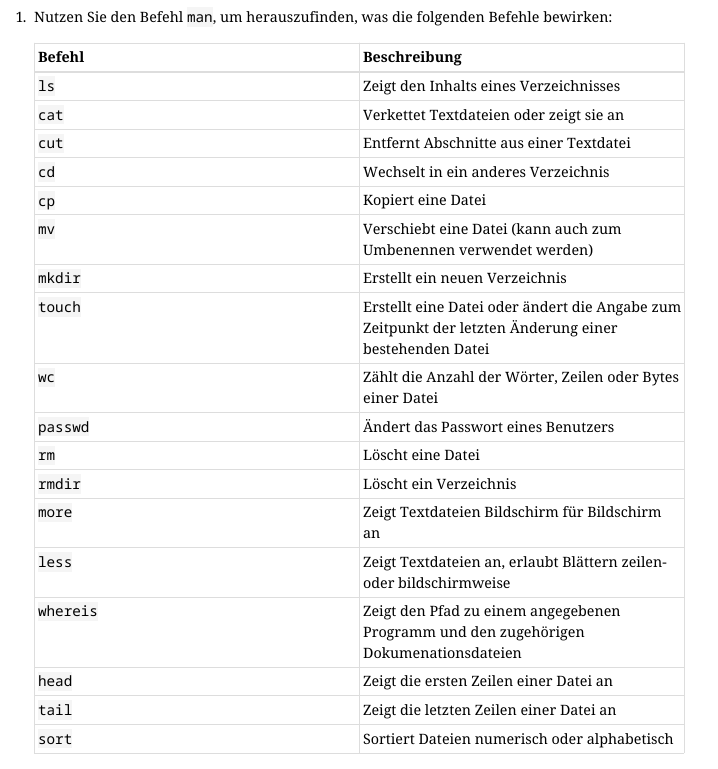 1. Nutzen Sie den Befehl man, um herauszufinden, was die folgenden Befehle bewirken:
Befehl Beschreibung
ls Zeigt den Inhalts eines Verzeichnisses
cat Verkettet Textdateien oder zeigt sie an
cut Entfernt Abschnitte aus einer Textdatei
cd Wechselt in ein anderes Verzeichnis
cp Kopiert eine Datei
mv Verschiebt eine Datei (kann auch zum
Umbenennen verwendet werden)
mkdir Erstellt ein neuen Verzeichnis
touch Erstellt eine Datei oder ändert die Angabe zum
Zeitpunkt der letzten Änderung einer
bestehenden Datei
wc Zählt die Anzahl der Wörter, Zeilen oder Bytes
einer Datei
passwd Ändert das Passwort eines Benutzers
rm Löscht eine Datei
rmdir Löscht ein Verzeichnis
more Zeigt Textdateien Bildschirm für Bildschirm
an
less Zeigt Textdateien an, erlaubt Blättern zeilen-
oder bildschirmweise
whereis Zeigt den Pfad zu einem angegebenen
Programm und den zugehörigen
Dokumenationsdateien
head Zeigt die ersten Zeilen einer Datei an
tail Zeigt die letzten Zeilen einer Datei an
sort Sortiert Dateien numerisch oder alphabetisch